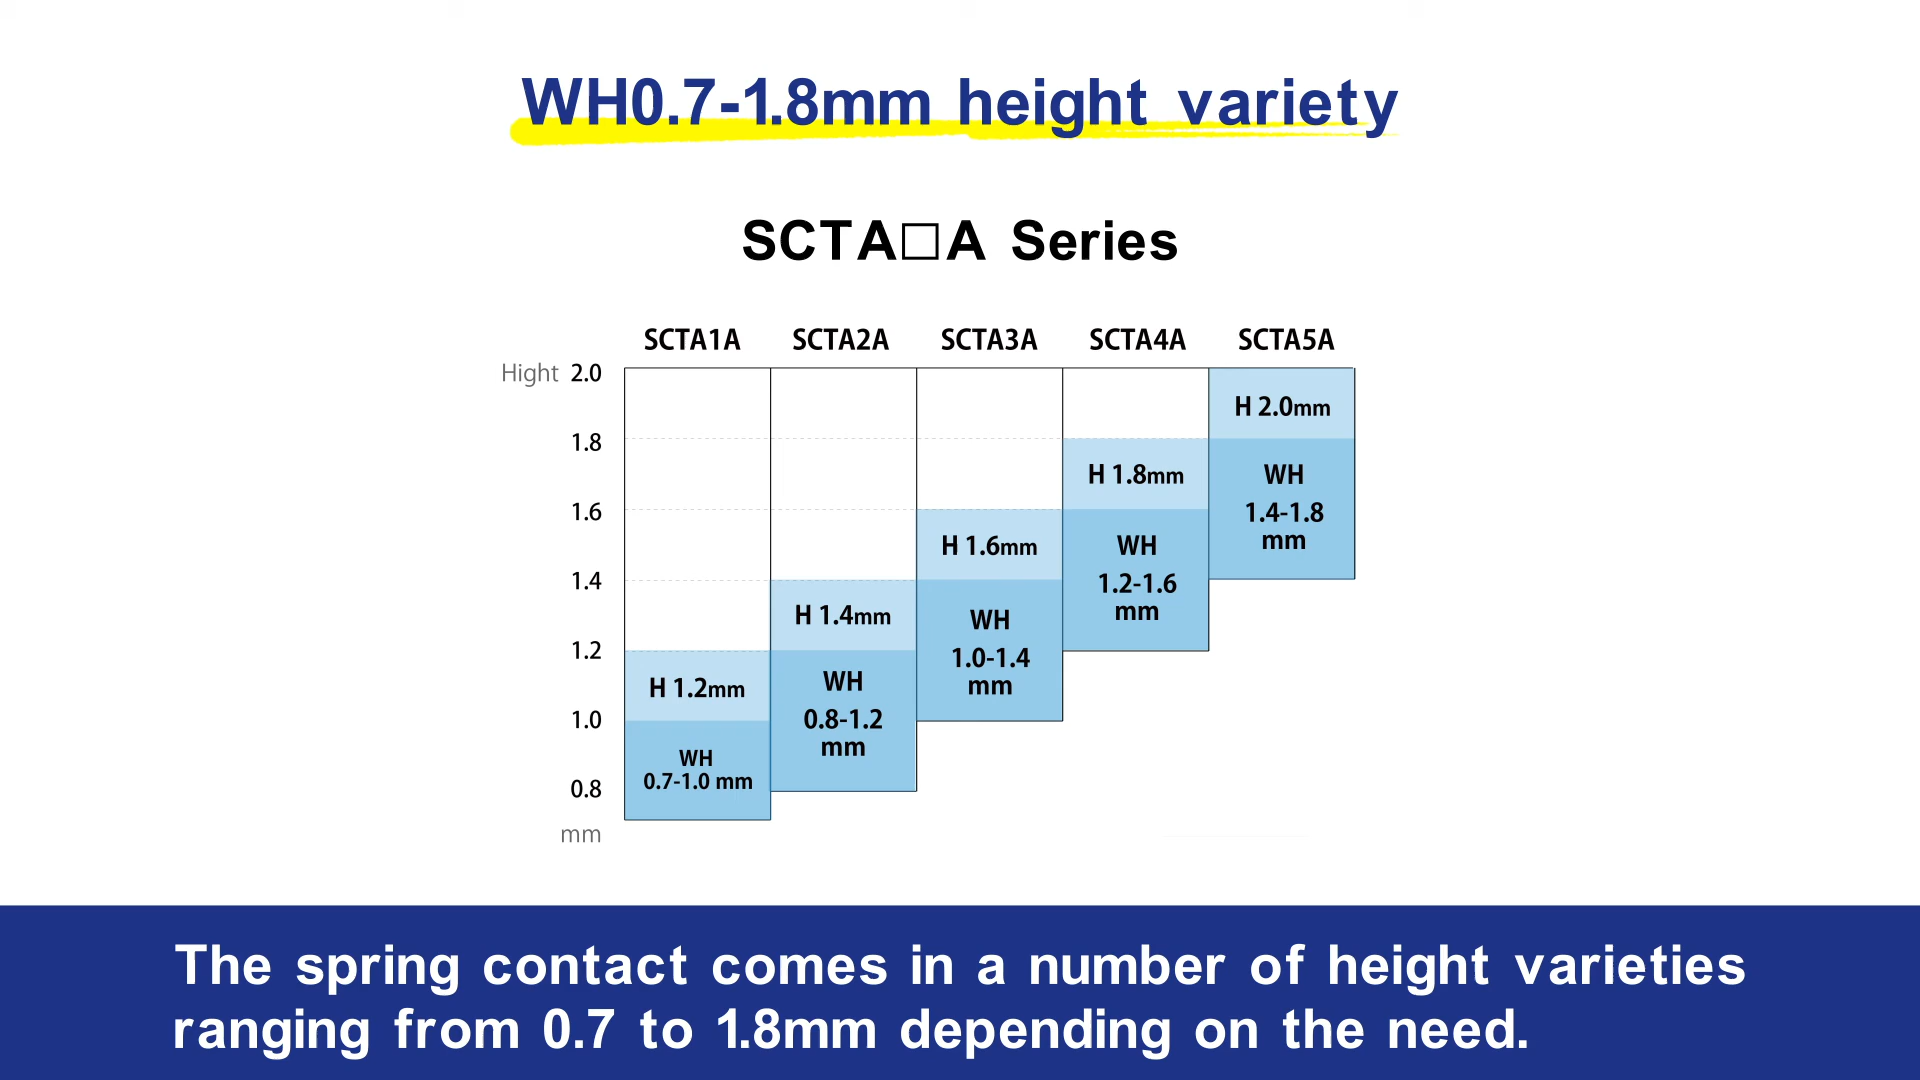 WH0.7-1.8mm height variety
SCTA□A Series
SCTA1A SCTA2A SCTA3A SCTA4A SCTA5A
Hight 2.0
H 2.0mm
1.8
H 1.8mm
WH
1.4-1.8
mm
1.6
H 1.6mm
WH
1.2-1.6
mm
1.4
H 1.4mm
WH
1.0-1.4
mm
1.2
H 1.2mm
WH
0.8-1.2
mm
1.0
WH
0.7-1.0 mm
0.8
mm
The spring contact comes in a number of height varieties
ranging from 0.7 to 1.8mm depending on the need.